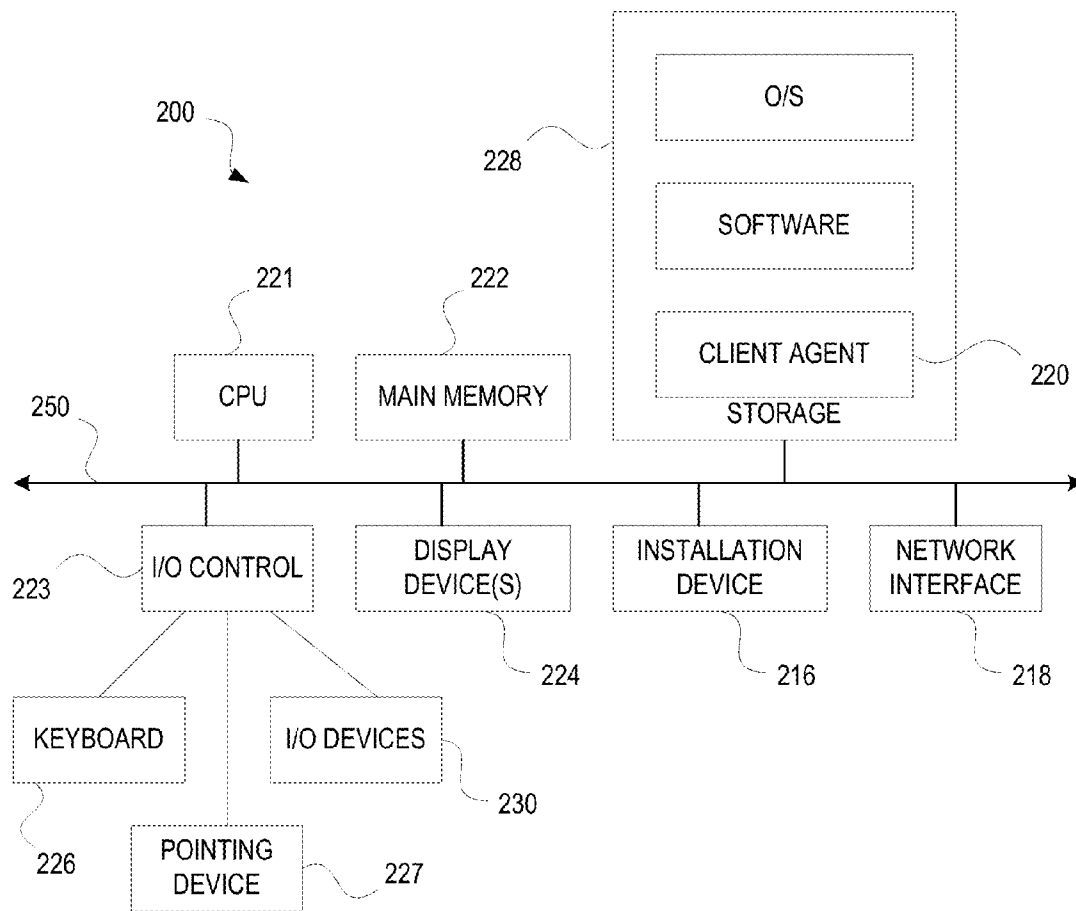 O/S
200
228
SOFTWARE
221
222
CLIENT AGENT
220
CPU
MAIN MEMORY
STORAGE
250
I/O CONTROL
DISPLAY
DEVICE(S)
INSTALLATION
DEVICE
NETWORK
INTERFACE
223
224
216
218
KEYBOARD
I/O DEVICES
230
226
POINTING
DEVICE
227